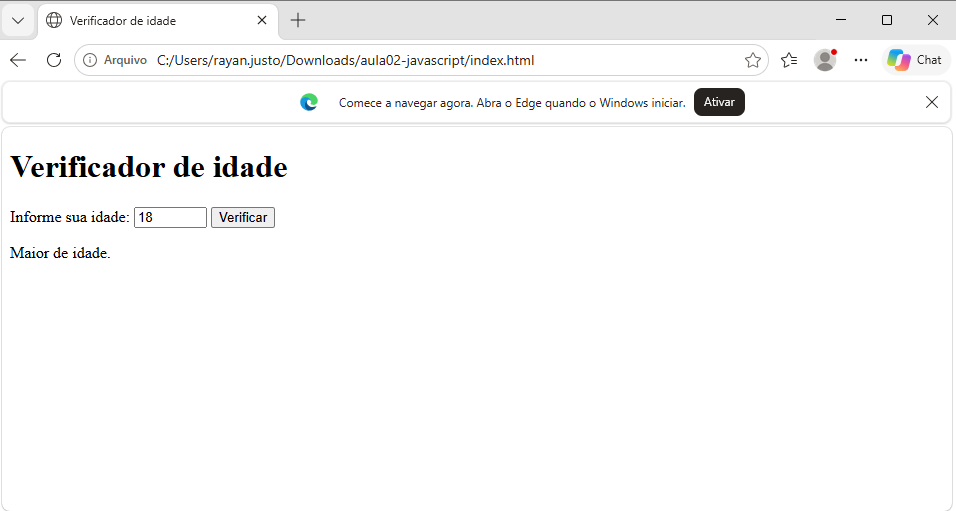 Verificador de idade
Arquivo C:/Users/rayan.justo/Downloads/aula02-javascript/index.html
Chat
Comece a navegar agora. Abra o Edge quando o Windows iniciar. Ativar
Verificador de idade
Informe sua idade: 18 Verificar
Maior de idade.